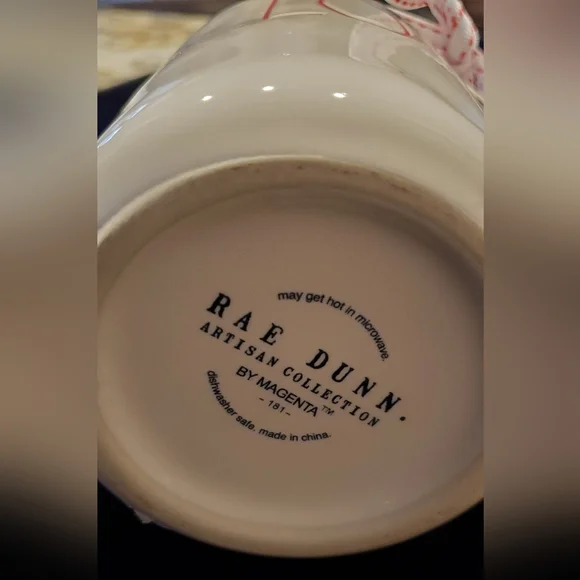 may get hot in microwave.
RAE DUNN.
ARTISAN COLLECTION
BY MAGENTA™
- 181 -
dishwasher safe. made in china.